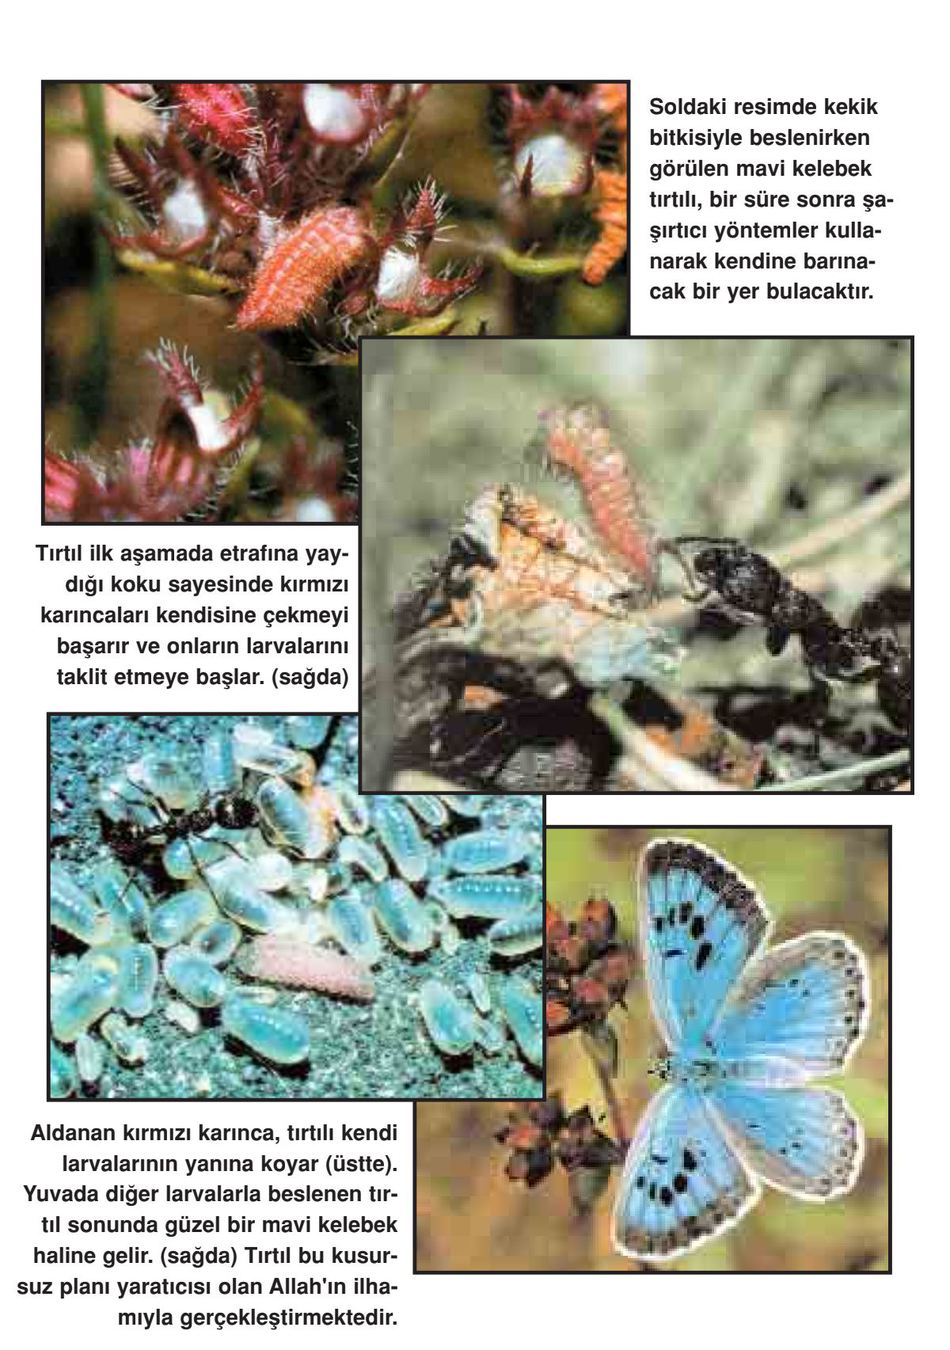 Soldaki resimde kekik
bitkisiyle beslenirken
görülen mavi kelebek
tırtılı, bir süre sonra şa-
şırtıcı yöntemler kulla-
narak kendine barına-
cak bir yer bulacaktır.
Tırtıl ilk aşamada etrafına yay-
dığı koku sayesinde kırmızı
karıncaları kendisine çekmeyi
başarır ve onların larvalarını
taklit etmeye başlar. (sağda)
Aldanan kırmızı karınca, tırtılı kendi
larvalarının yanına koyar (üstte).
Yuvada diğer larvalarla beslenen tır-
tıl sonunda güzel bir mavi kelebek
haline gelir. (sağda) Tırtıl bu kusur-
suz planı yaratıcısı olan Allah'ın ilha-
mıyla gerçekleştirmektedir.